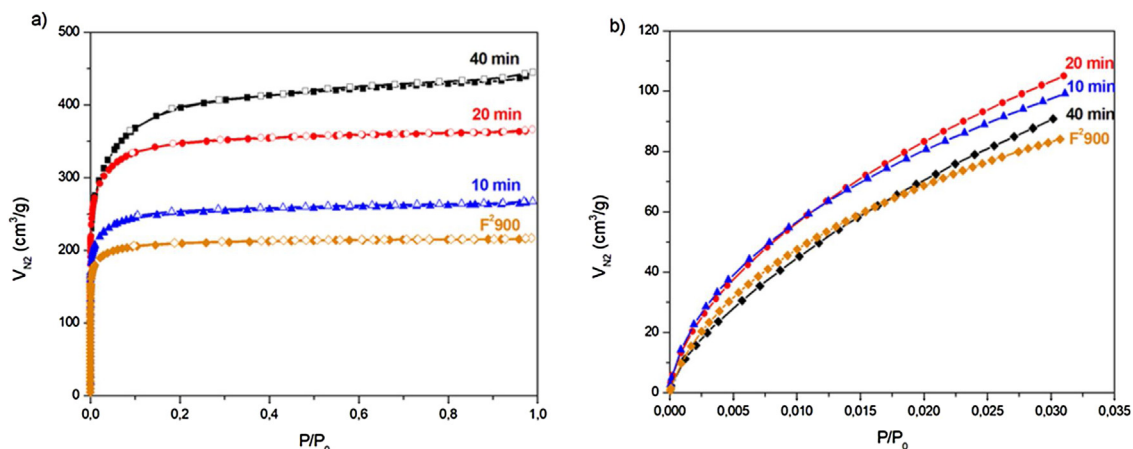 a)
500
400
300
200
100
0
V_N2 (cm³/g)
40 min
20 min
10 min
F²900
0,0 0,2 0,4 0,6 0,8 1,0
P/P₀
b)
120
100
80
60
40
20
0
V_N2 (cm³/g)
20 min
10 min
40 min
F²900
0,000 0,005 0,010 0,015 0,020 0,025 0,030 0,035
P/P₀